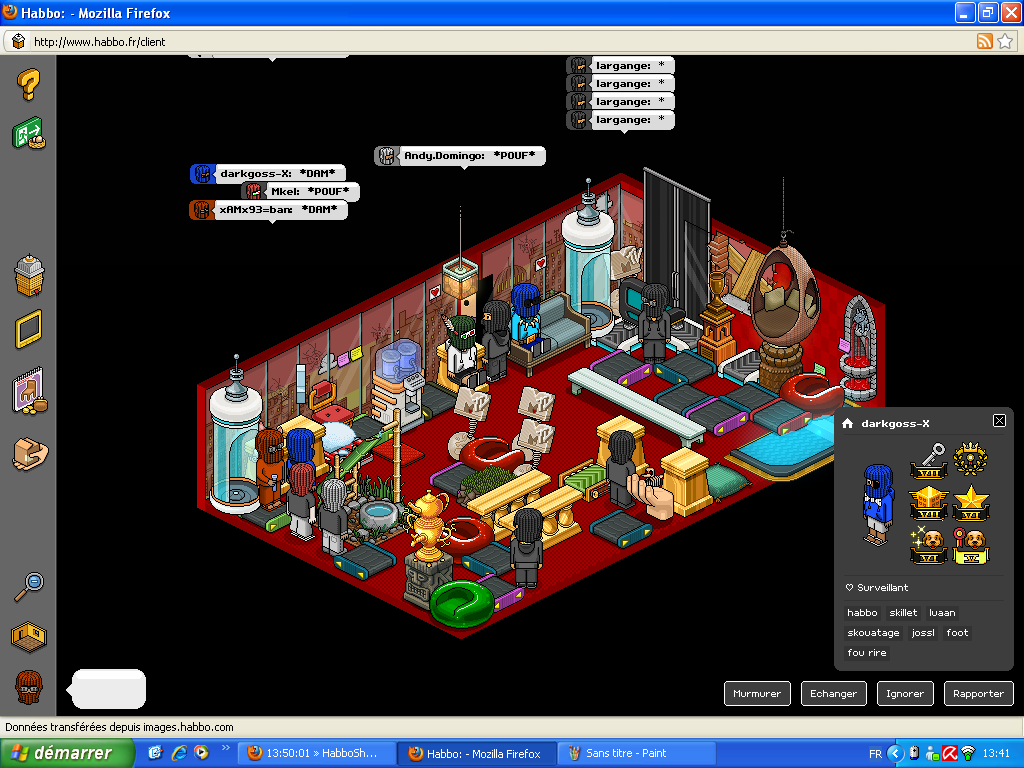 Habbo: - Mozilla Firefox
http://www.habbo.fr/client
largange: *
largange: *
largange: *
largange: *
Andy.Domingo: *POUF*
darkgoss-X: *DAM*
Mkel: *POUF*
xAMx93=ban: *DAM*
darkgoss-X
Surveillant
habbo skillet luaan
skouatage jossl foot
fou rire
Murmurer Echanger Ignorer Rapporter
Données transférées depuis images.habbo.com
démarrer
13:50:01 » HabboSh...
Habbo: - Mozilla Firefox
Sans titre - Paint
FR
13:41